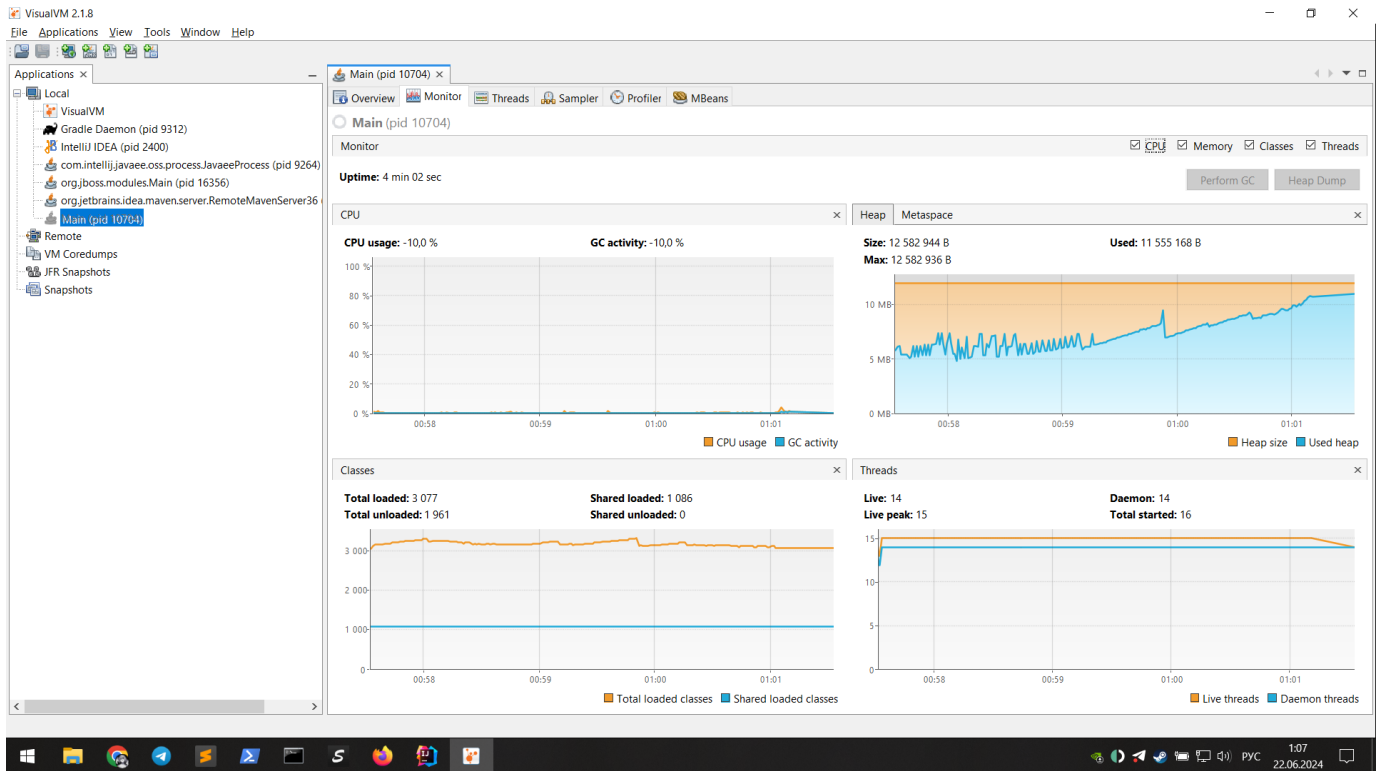 VisualVM 2.1.8
File Applications View Tools Window Help
Applications ×
Local
VisualVM
Gradle Daemon (pid 9312)
IntelliJ IDEA (pid 2400)
com.intellij.javaee.oss.process.JavaeeProcess (pid 9264)
org.jboss.modules.Main (pid 16356)
org.jetbrains.idea.maven.server.RemoteMavenServer36
Main (pid 10704)
Remote
VM Coredumps
JFR Snapshots
Snapshots
Main (pid 10704) ×
Overview Monitor Threads Sampler Profiler MBeans
Main (pid 10704)
Monitor
CPU Memory Classes Threads
Uptime: 4 min 02 sec
Perform GC Heap Dump
CPU
CPU usage: -10,0 % GC activity: -10,0 %
100 %
80 %
60 %
40 %
20 %
0 %
00:58 00:59 01:00 01:01
CPU usage GC activity
Heap Metaspace
Size: 12 582 944 B Used: 11 555 168 B
Max: 12 582 936 B
10 MB
5 MB
0 MB
00:58 00:59 01:00 01:01
Heap size Used heap
Classes
Total loaded: 3 077 Shared loaded: 1 086
Total unloaded: 1 961 Shared unloaded: 0
3 000
2 000
1 000
0
00:58 00:59 01:00 01:01
Total loaded classes Shared loaded classes
Threads
Live: 14 Daemon: 14
Live peak: 15 Total started: 16
15
10
5
0
00:58 00:59 01:00 01:01
Live threads Daemon threads
РУС
1:07
22.06.2024